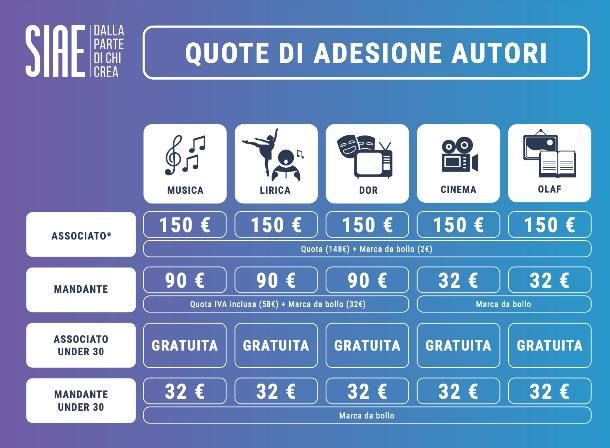 SIAE
DALLA
PARTE
DI CHI
CREA
QUOTE DI ADESIONE AUTORI
MUSICA LIRICA DOR CINEMA OLAF
ASSOCIATO* 150 € 150 € 150 € 150 € 150 €
Quota (148€) + Marca da bollo (2€)
MANDANTE 90 € 90 € 90 € 32 € 32 €
Quota IVA inclusa (58€) + Marca da bollo (32€) Marca da bollo
ASSOCIATO
UNDER 30
GRATUITA GRATUITA GRATUITA GRATUITA GRATUITA
MANDANTE
UNDER 30
32 € 32 € 32 € 32 € 32 €
Marca da bollo